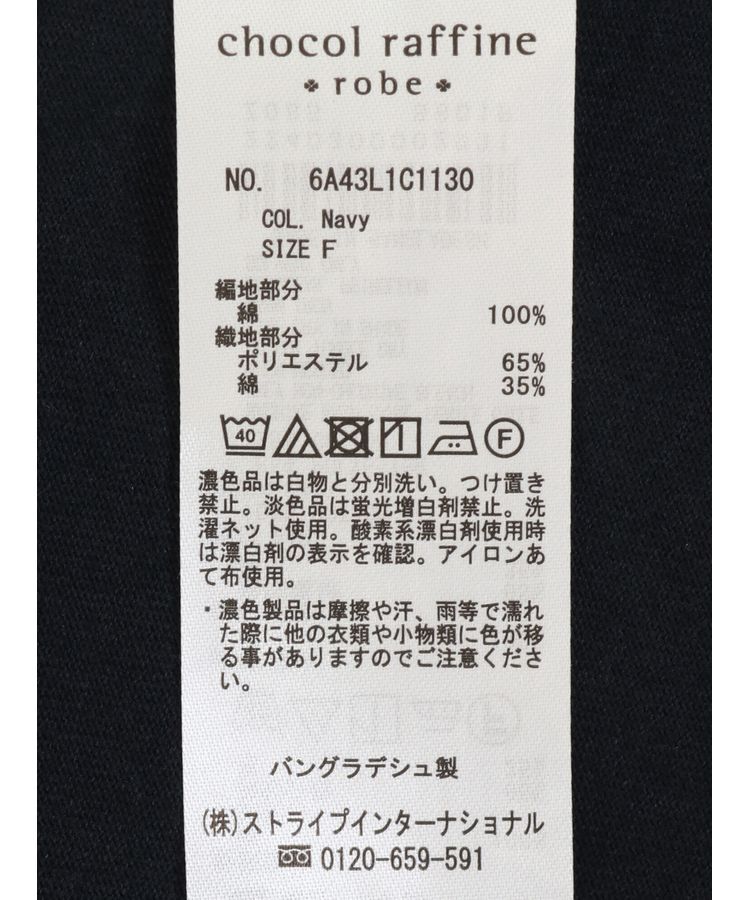 chocol raffine
robe
NO. 6A43L1C1130
COL. Navy
SIZE F
編地部分
綿 100%
織地部分
ポリエステル 65%
綿 35%
40 F
濃色品は白物と分別洗い。つけ置き
禁止。淡色品は蛍光増白剤禁止。洗
濯ネット使用。酸素系漂白剤使用時
は漂白剤の表示を確認。アイロンあ
て布使用。
・濃色製品は摩擦や汗、雨等で濡れ
た際に他の衣類や小物類に色が移
る事がありますのでご注意くださ
い。
バングラデシュ製
(株)ストライプインターナショナル
0120-659-591